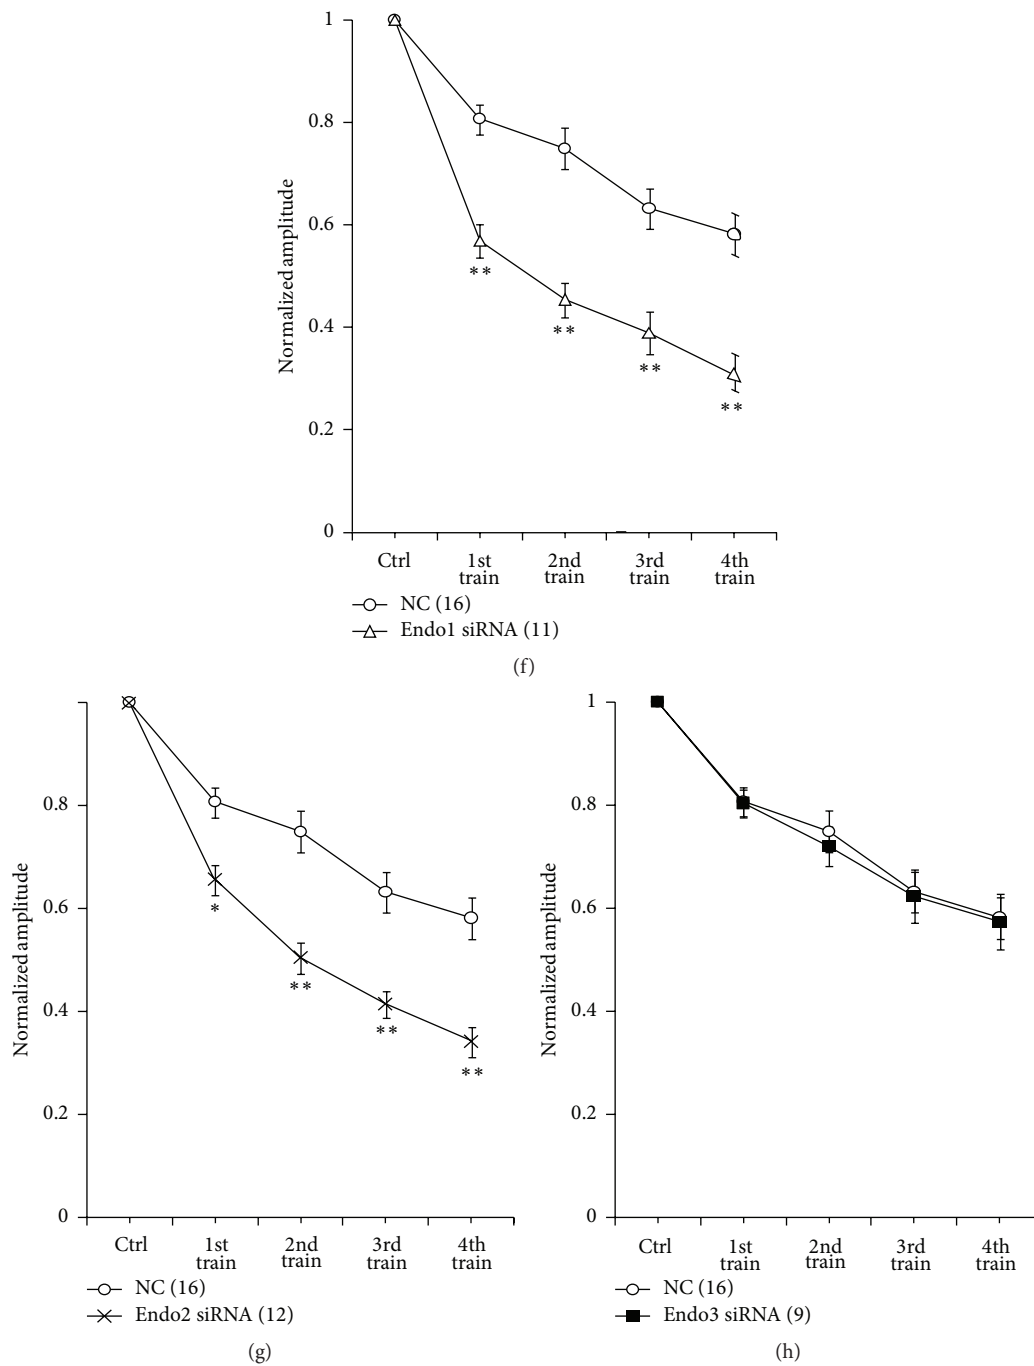 1
0.8
0.6
0.4
0.2
0
Normalized amplitude
**
**
**
**
Ctrl
1st train
2nd train
3rd train
4th train
NC (16)
Endo1 siRNA (11)
(f)
0.8
0.6
0.4
0.2
0
Normalized amplitude
*
**
**
**
Ctrl
1st train
2nd train
3rd train
4th train
NC (16)
Endo2 siRNA (12)
(g)
1
0.8
0.6
0.4
0.2
0
Normalized amplitude
Ctrl
1st train
2nd train
3rd train
4th train
NC (16)
Endo3 siRNA (9)
(h)